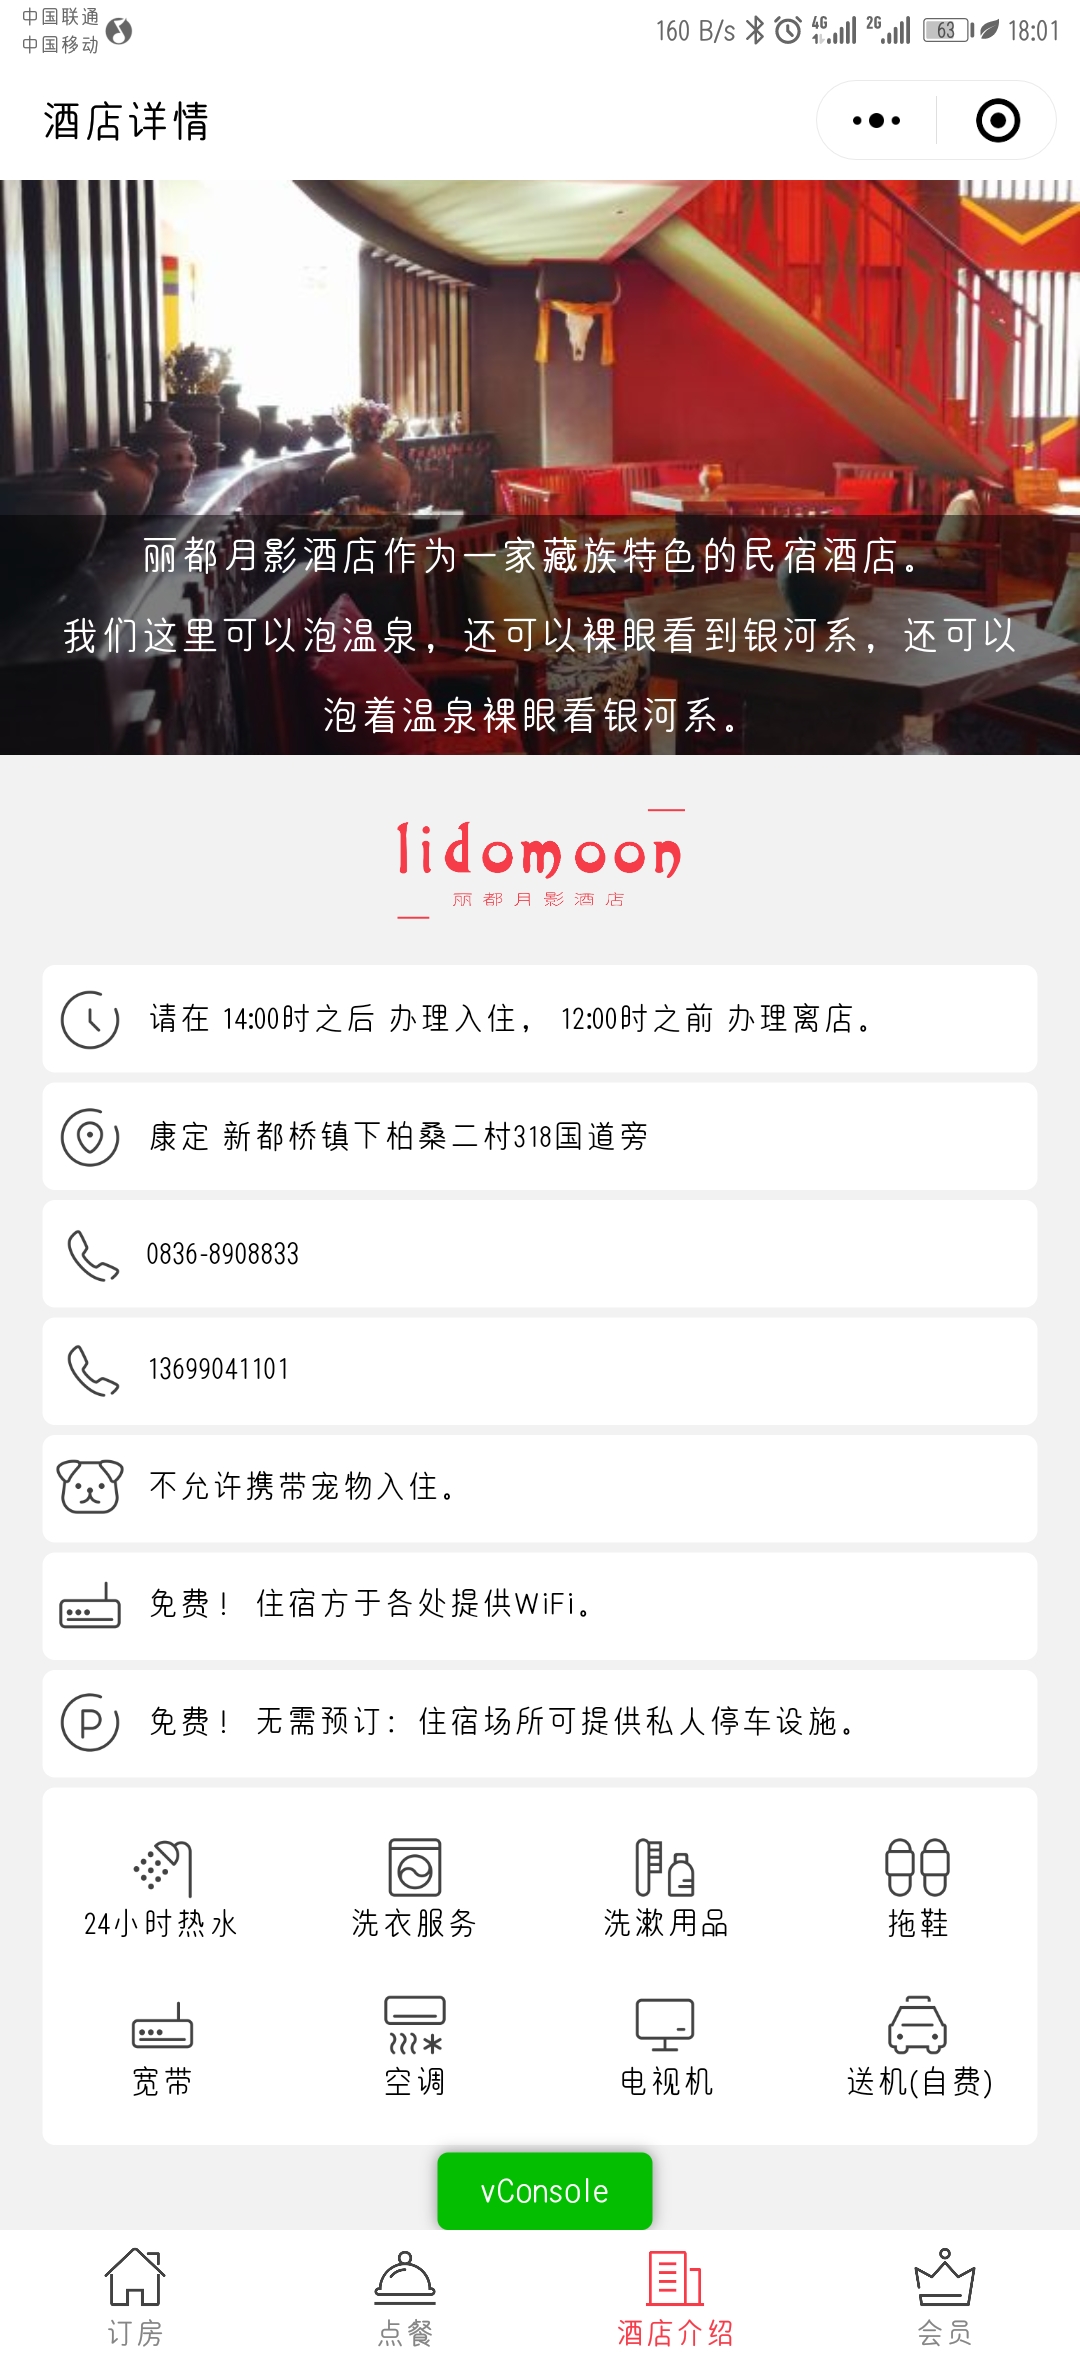 中国联通
中国移动
160 B/s 4G 2G 63 18:01
酒店详情
丽都月影酒店作为一家藏族特色的民宿酒店。
我们这里可以泡温泉，还可以裸眼看到银河系，还可以
泡着温泉裸眼看银河系。
lidomoon
丽都月影酒店
请在 14:00时之后 办理入住， 12:00时之前 办理离店。
康定 新都桥镇下柏桑二村318国道旁
0836-8908833
13699041101
不允许携带宠物入住。
免费！ 住宿方于各处提供WiFi。
P 免费！ 无需预订：住宿场所可提供私人停车设施。
24小时热水 洗衣服务 洗漱用品 拖鞋
宽带 空调 电视机 送机(自费)
vConsole
订房 点餐 酒店介绍 会员